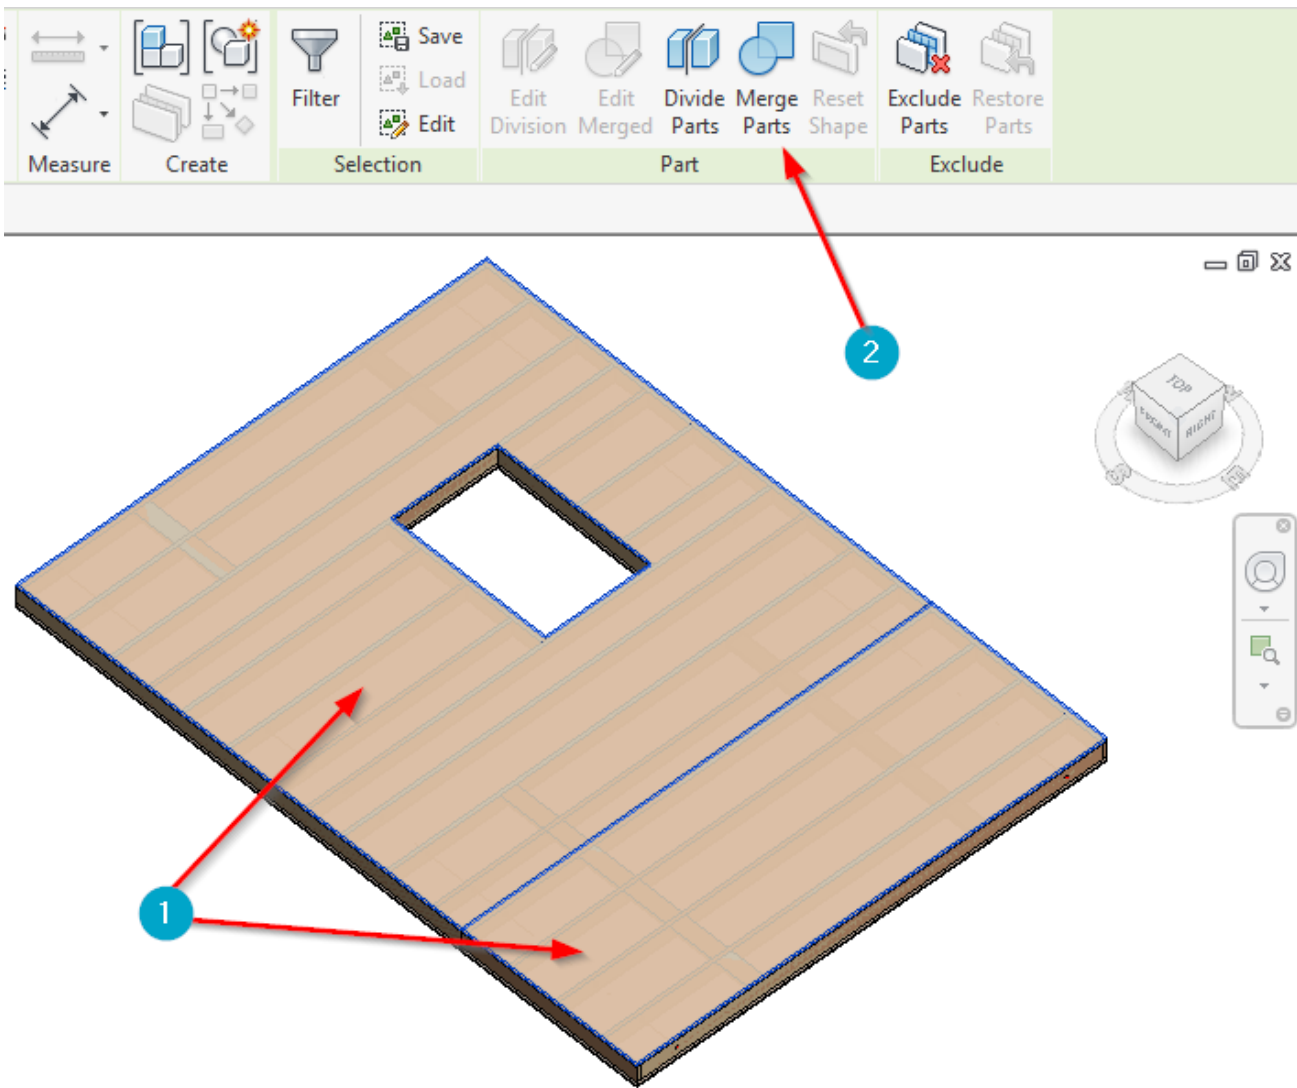 Save
Load
Edit
Filter
Edit Division
Edit Merged
Divide Parts
Merge Parts
Reset Shape
Exclude Parts
Restore Parts
Measure
Create
Selection
Part
Exclude
2
TOP
FRONT
RIGHT
1